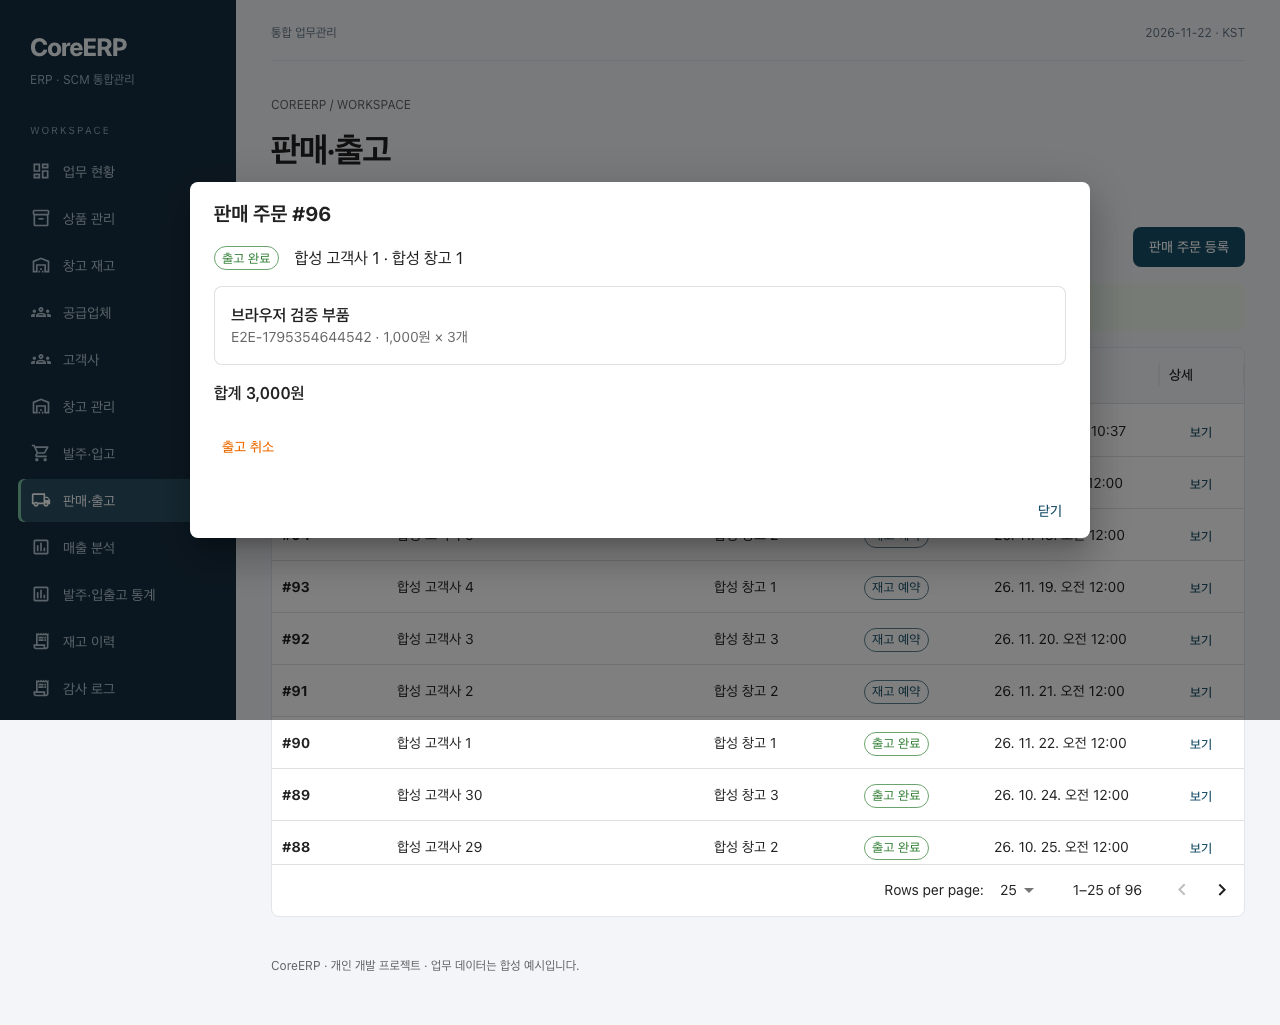 CoreERP
ERP · SCM 통합관리
WORKSPACE
업무 현황
상품 관리
창고 재고
공급업체
고객사
창고 관리
발주·입고
판매·출고
매출 분석
발주·입출고 통계
재고 이력
감사 로그
통합 업무관리
2026-11-22 · KST
COREERP / WORKSPACE
판매·출고
판매 주문 등록
판매 주문 #96
출고 완료 합성 고객사 1 · 합성 창고 1
브라우저 검증 부품
E2E-1795354644542 · 1,000원 × 3개
합계 3,000원
출고 취소
닫기
상세
10:37 보기
12:00 보기
12:00 보기
#93 합성 고객사 4 합성 창고 1 재고 예약 26. 11. 19. 오전 12:00 보기
#92 합성 고객사 3 합성 창고 3 재고 예약 26. 11. 20. 오전 12:00 보기
#91 합성 고객사 2 합성 창고 2 재고 예약 26. 11. 21. 오전 12:00 보기
#90 합성 고객사 1 합성 창고 1 출고 완료 26. 11. 22. 오전 12:00 보기
#89 합성 고객사 30 합성 창고 3 출고 완료 26. 10. 24. 오전 12:00 보기
#88 합성 고객사 29 합성 창고 2 출고 완료 26. 10. 25. 오전 12:00 보기
Rows per page: 25 1–25 of 96
CoreERP · 개인 개발 프로젝트 · 업무 데이터는 합성 예시입니다.